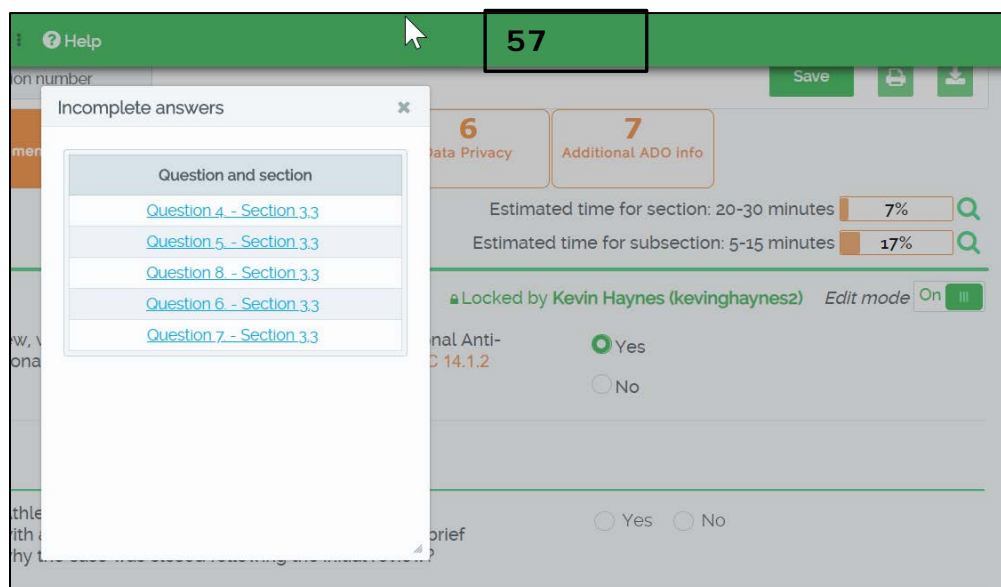 Help
57
ion number
Save
Incomplete answers
6
7
Data Privacy
Additional ADO info
Question and section
Question 4. - Section 3.3
Question 5. - Section 3.3
Question 8. - Section 3.3
Question 6. - Section 3.3
Question 7. - Section 3.3
Estimated time for section: 20-30 minutes 7%
Estimated time for subsection: 5-15 minutes 17%
Locked by Kevin Haynes (kevinghaynes2) Edit mode On
nal Anti-
14.1.2
Yes
No
Yes No
brief